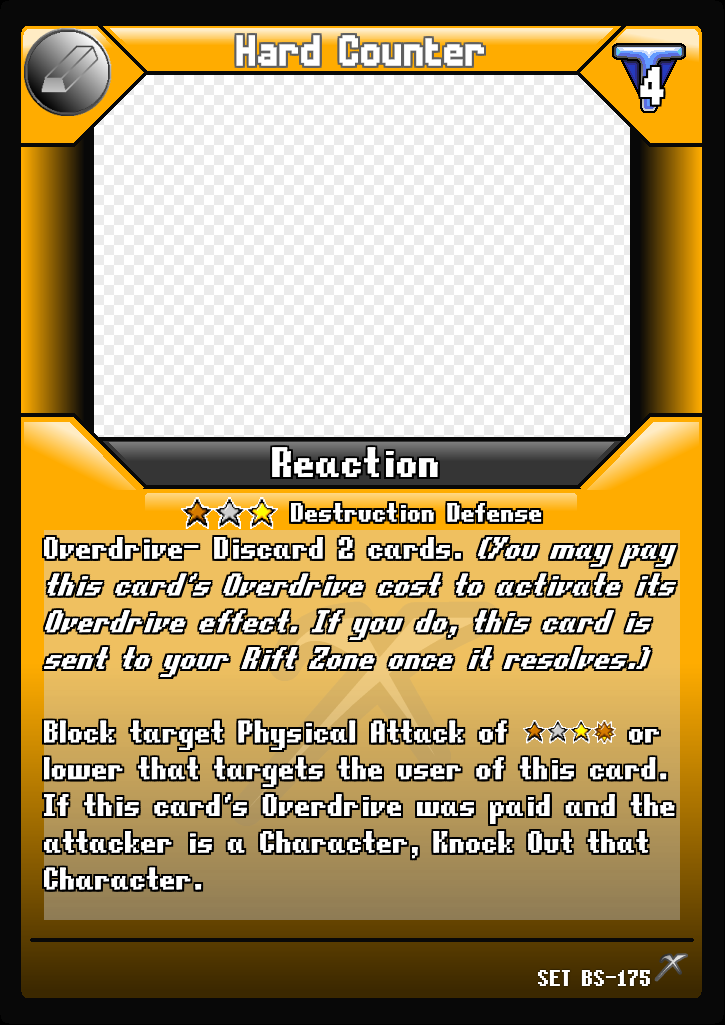 Hard Counter
4
Reaction
Destruction Defense
Overdrive- Discard 2 cards. (You may pay
this card's Overdrive cost to activate its
Overdrive effect. If you do, this card is
sent to your Rift Zone once it resolves.)
Block target Physical Attack of or
lower that targets the user of this card.
If this card's Overdrive was paid and the
attacker is a Character, Knock Out that
Character.
SET BS-175